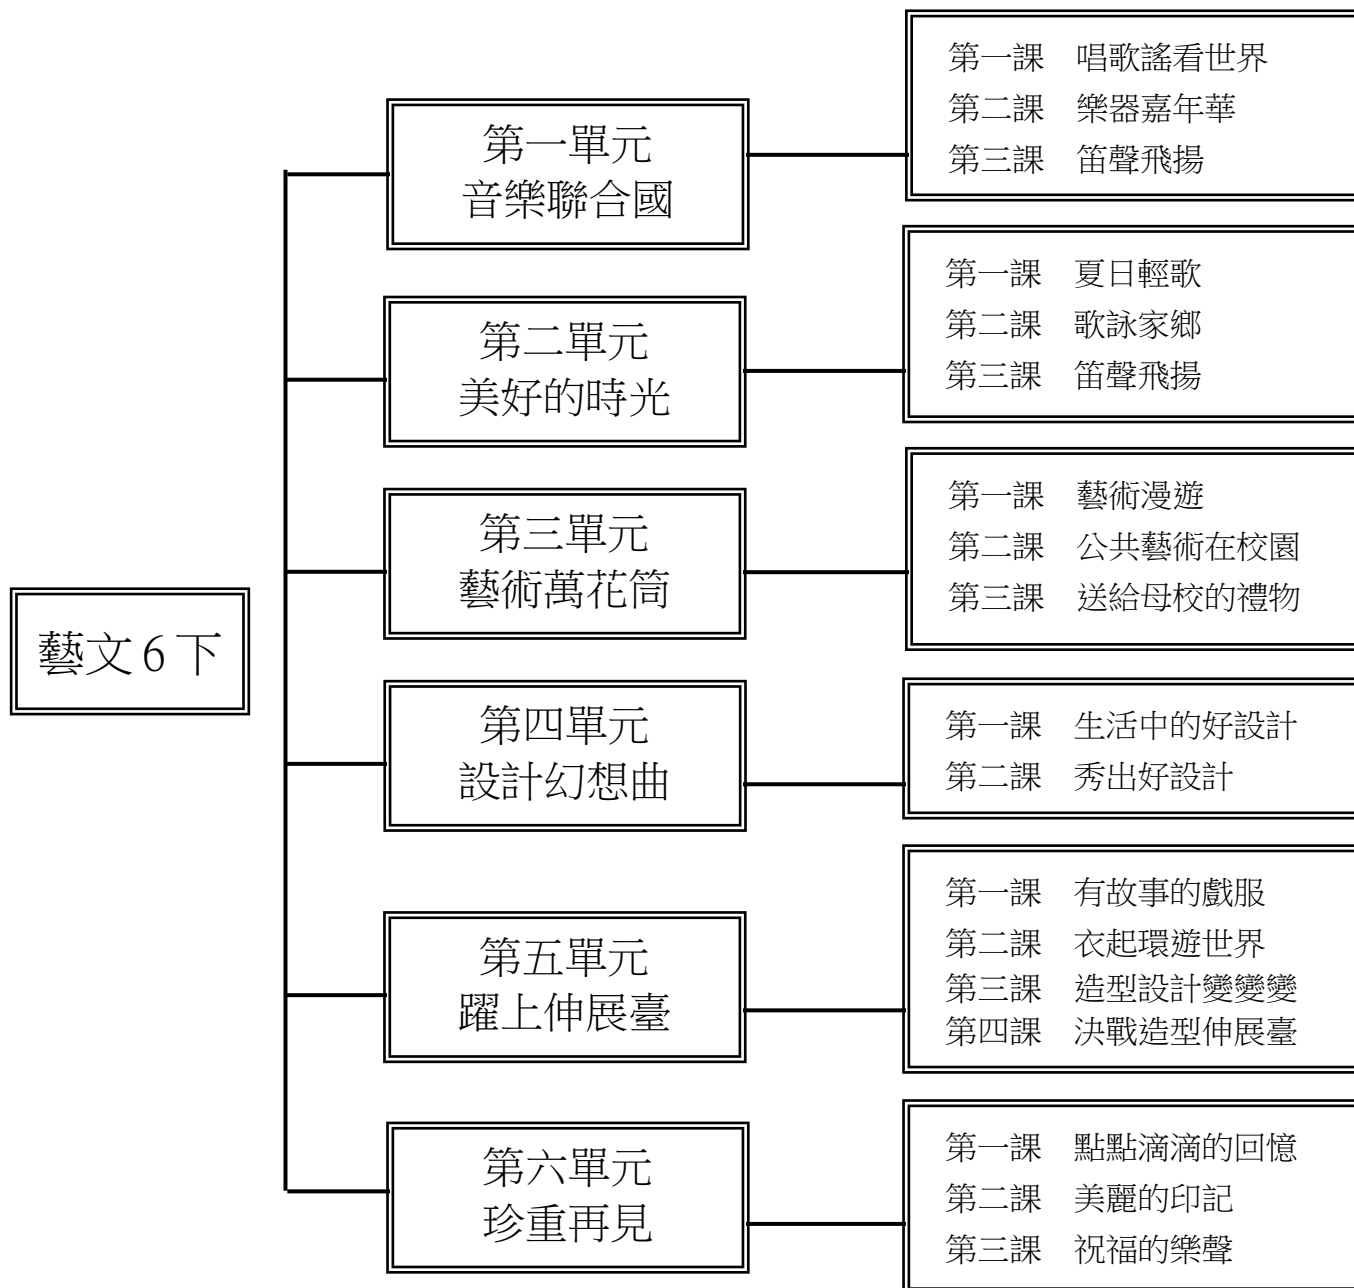 藝文6下
第一單元
音樂聯合國
第一課 唱歌謠看世界
第二課 樂器嘉年華
第三課 笛聲飛揚
第二單元
美好的時光
第一課 夏日輕歌
第二課 歌詠家鄉
第三課 笛聲飛揚
第三單元
藝術萬花筒
第一課 藝術漫遊
第二課 公共藝術在校園
第三課 送給母校的禮物
第四單元
設計幻想曲
第一課 生活中的好設計
第二課 秀出好設計
第五單元
躍上伸展臺
第一課 有故事的戲服
第二課 衣起環遊世界
第三課 造型設計變變變
第四課 決戰造型伸展臺
第六單元
珍重再見
第一課 點點滴滴的回憶
第二課 美麗的印記
第三課 祝福的樂聲